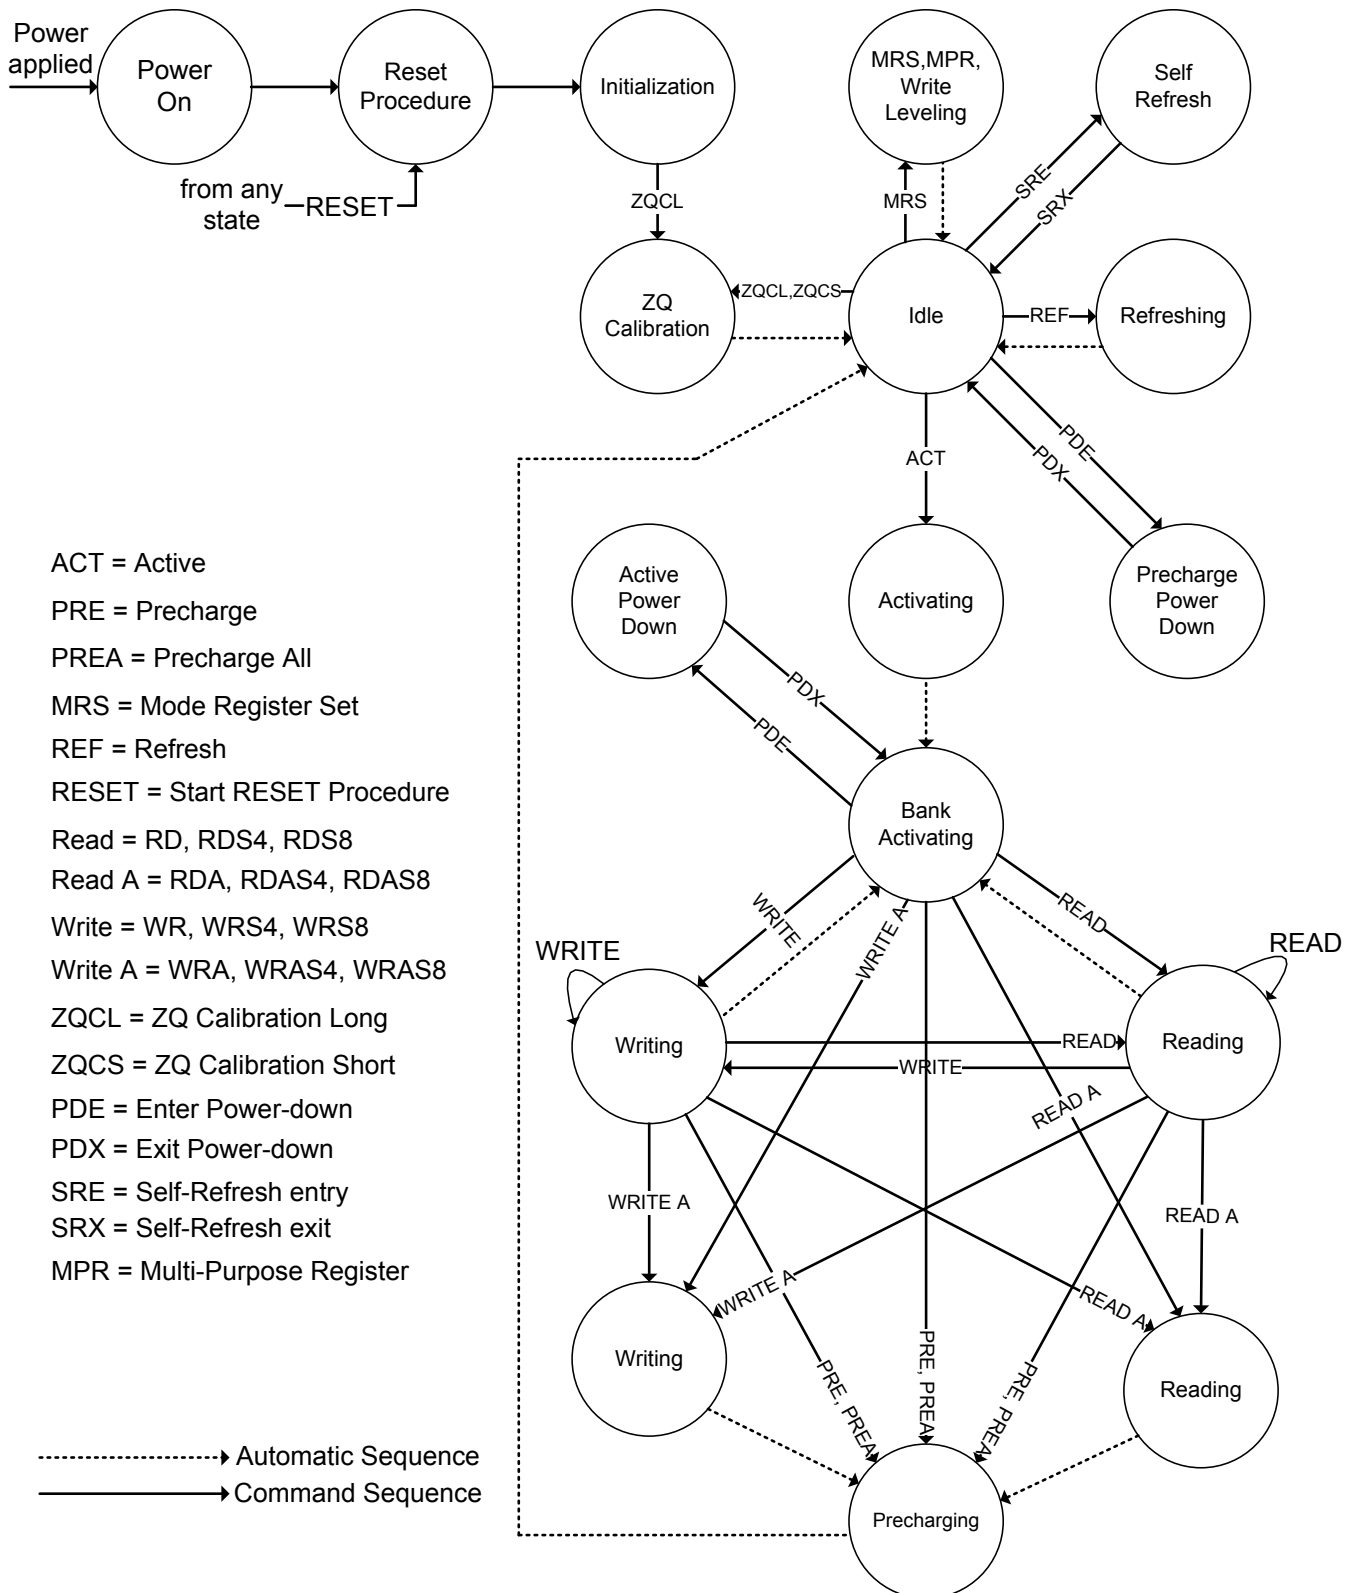 Power
applied
Power
On
Reset
Procedure
Initialization
MRS,MPR,
Write
Leveling
Self
Refresh
from any
state
RESET
ZQCL
MRS
SRE
SRX
ZQ
Calibration
ZQCL,ZQCS
Idle
REF
Refreshing
ACT
PDE
PDX
Active
Power
Down
Activating
Precharge
Power
Down
PDX
PDE
Bank
Activating
ACT = Active
PRE = Precharge
PREA = Precharge All
MRS = Mode Register Set
REF = Refresh
RESET = Start RESET Procedure
Read = RD, RDS4, RDS8
Read A = RDA, RDAS4, RDAS8
Write = WR, WRS4, WRS8
Write A = WRA, WRAS4, WRAS8
ZQCL = ZQ Calibration Long
ZQCS = ZQ Calibration Short
PDE = Enter Power-down
PDX = Exit Power-down
SRE = Self-Refresh entry
SRX = Self-Refresh exit
MPR = Multi-Purpose Register
WRITE
WRITE A
READ
WRITE
READ
Writing
READ
Reading
WRITE
READ A
WRITE A
READ A
WRITE A
READ A
Writing
PRE, PREA
PRE, PREA
PRE, PREA
Reading
Precharging
Automatic Sequence
Command Sequence